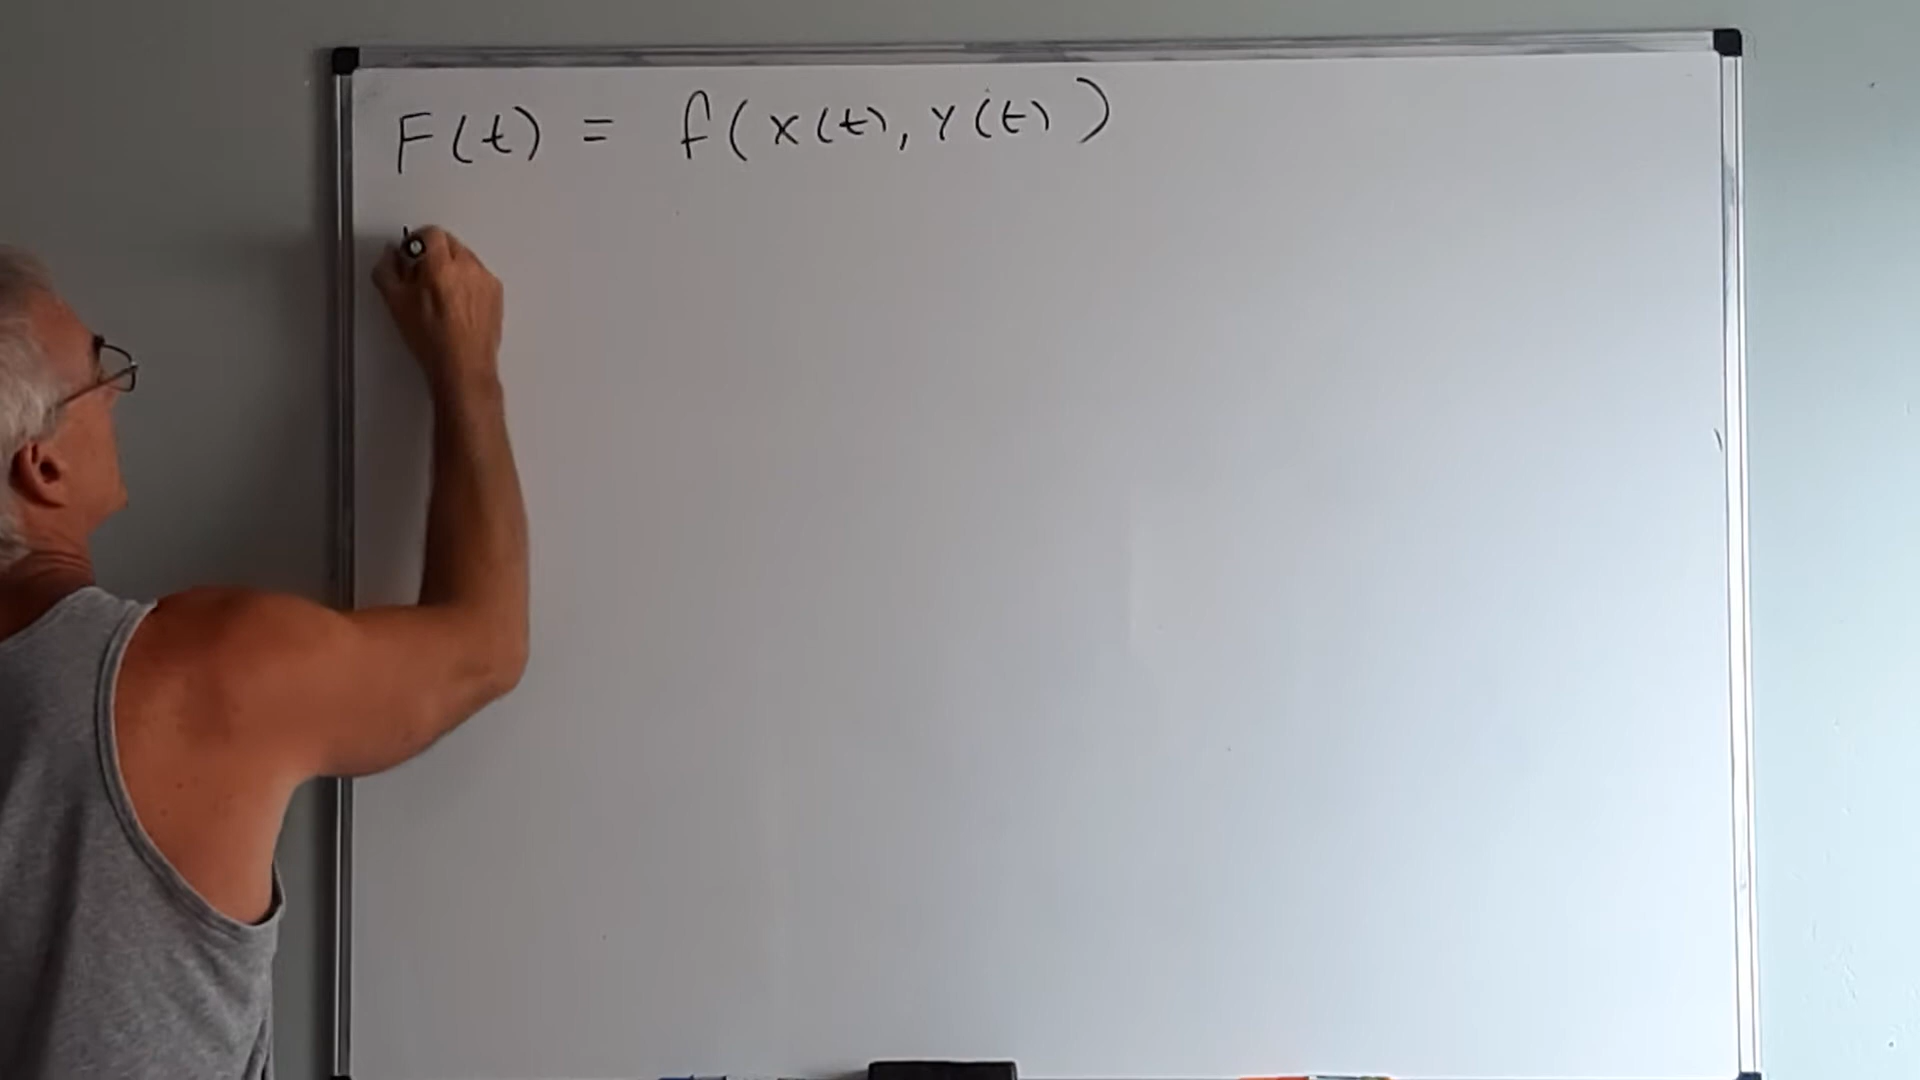 F(t) = f(x(t), y(t))